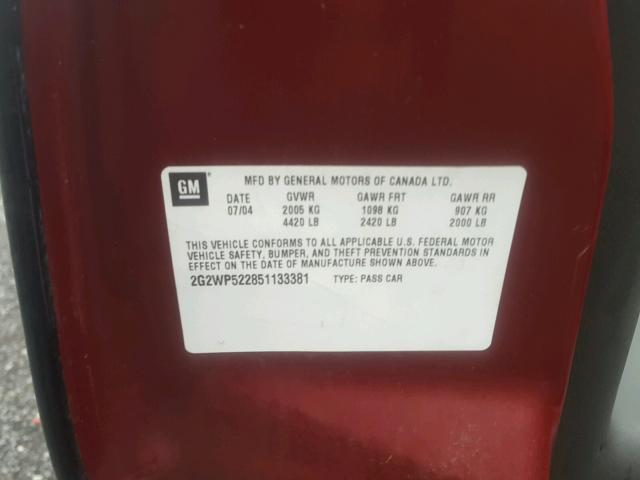 GM
MFD BY GENERAL MOTORS OF CANADA LTD.
DATE GVWR GAWR FRT GAWR RR
07/04 2005 KG 1098 KG 907 KG
4420 LB 2420 LB 2000 LB
THIS VEHICLE CONFORMS TO ALL APPLICABLE U.S. FEDERAL MOTOR
VEHICLE SAFETY, BUMPER, AND THEFT PREVENTION STANDARDS IN
EFFECT ON THE DATE OF MANUFACTURE SHOWN ABOVE.
2G2WP522851133381 TYPE: PASS CAR